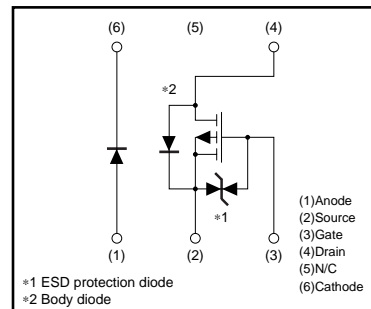 (6) (5) (4)
∗2
∗1
(1) (2) (3)
(1)Anode
(2)Source
(3)Gate
(4)Drain
(5)N/C
(6)Cathode
∗1 ESD protection diode
∗2 Body diode